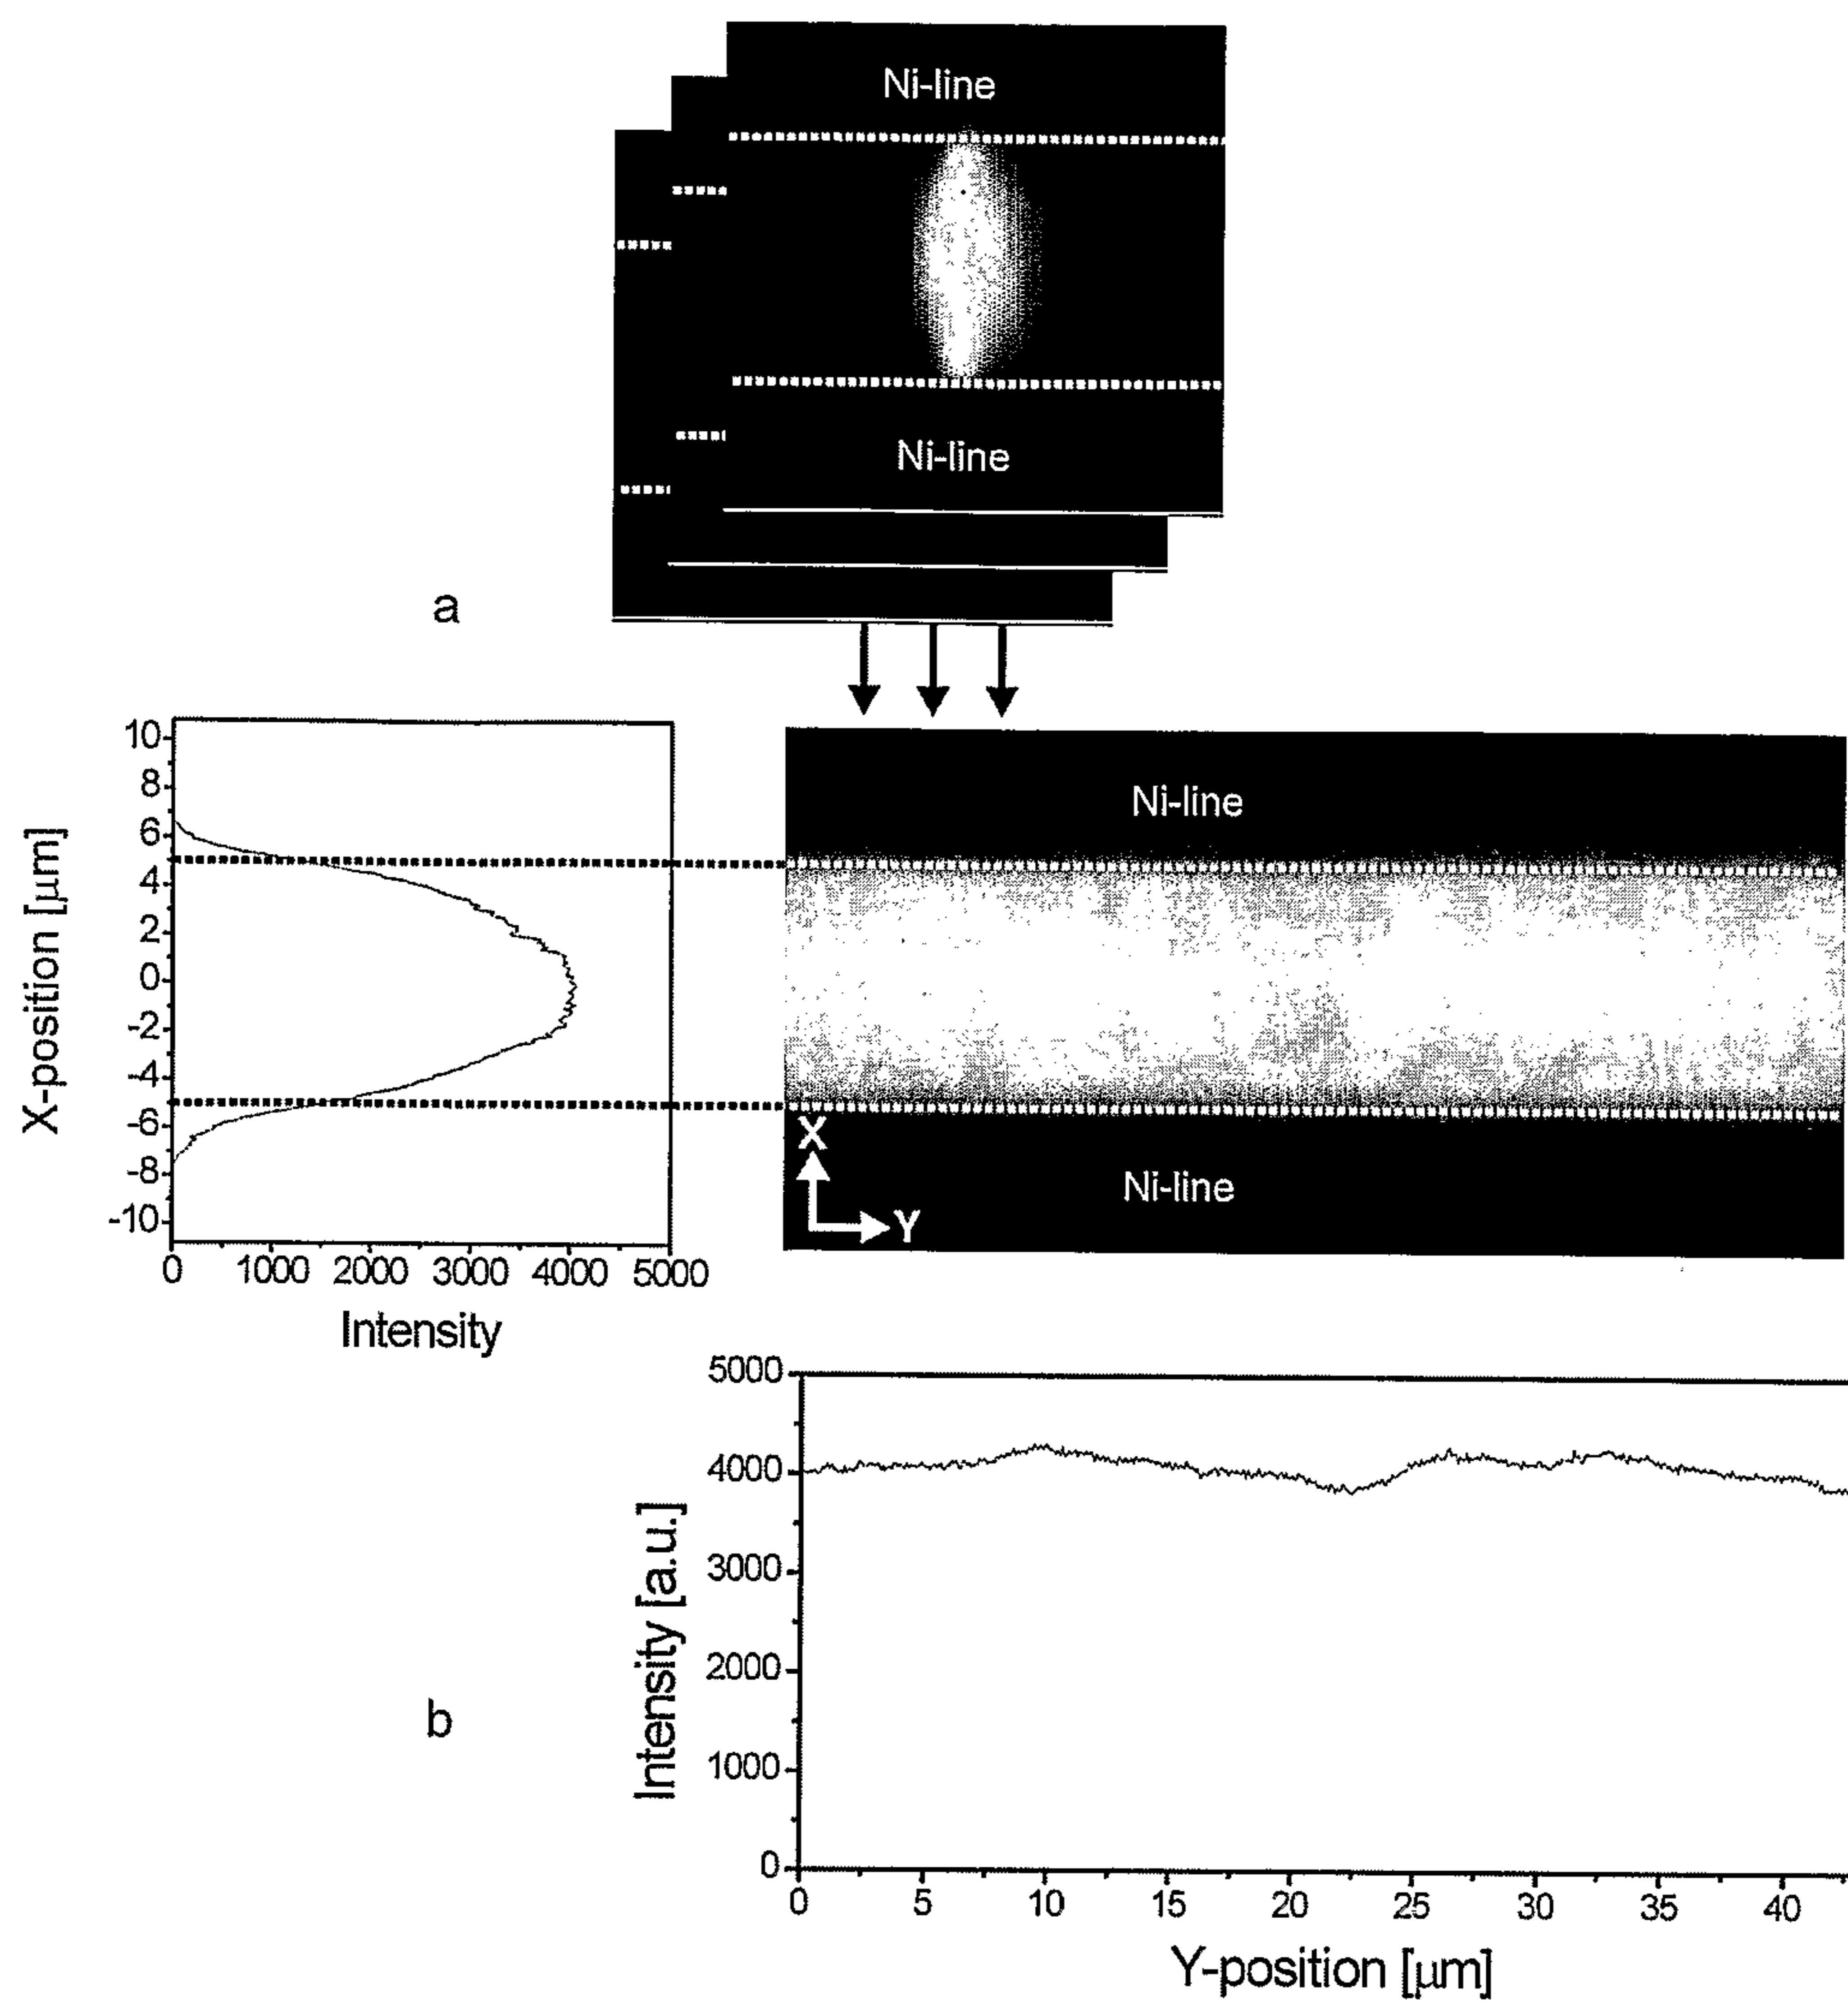 Ni-line
Ni-line
a
10
8
6
4
2
0
-2
-4
-6
-8
-10
X-position [μm]
0 1000 2000 3000 4000 5000
Intensity
Ni-line
X
Y
Ni-line
b
5000
4000
3000
2000
1000
0
Intensity [a.u.]
0 5 10 15 20 25 30 35 40
Y-position [μm]